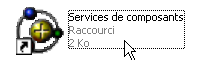 Services de composants
Raccourci
2 Ko